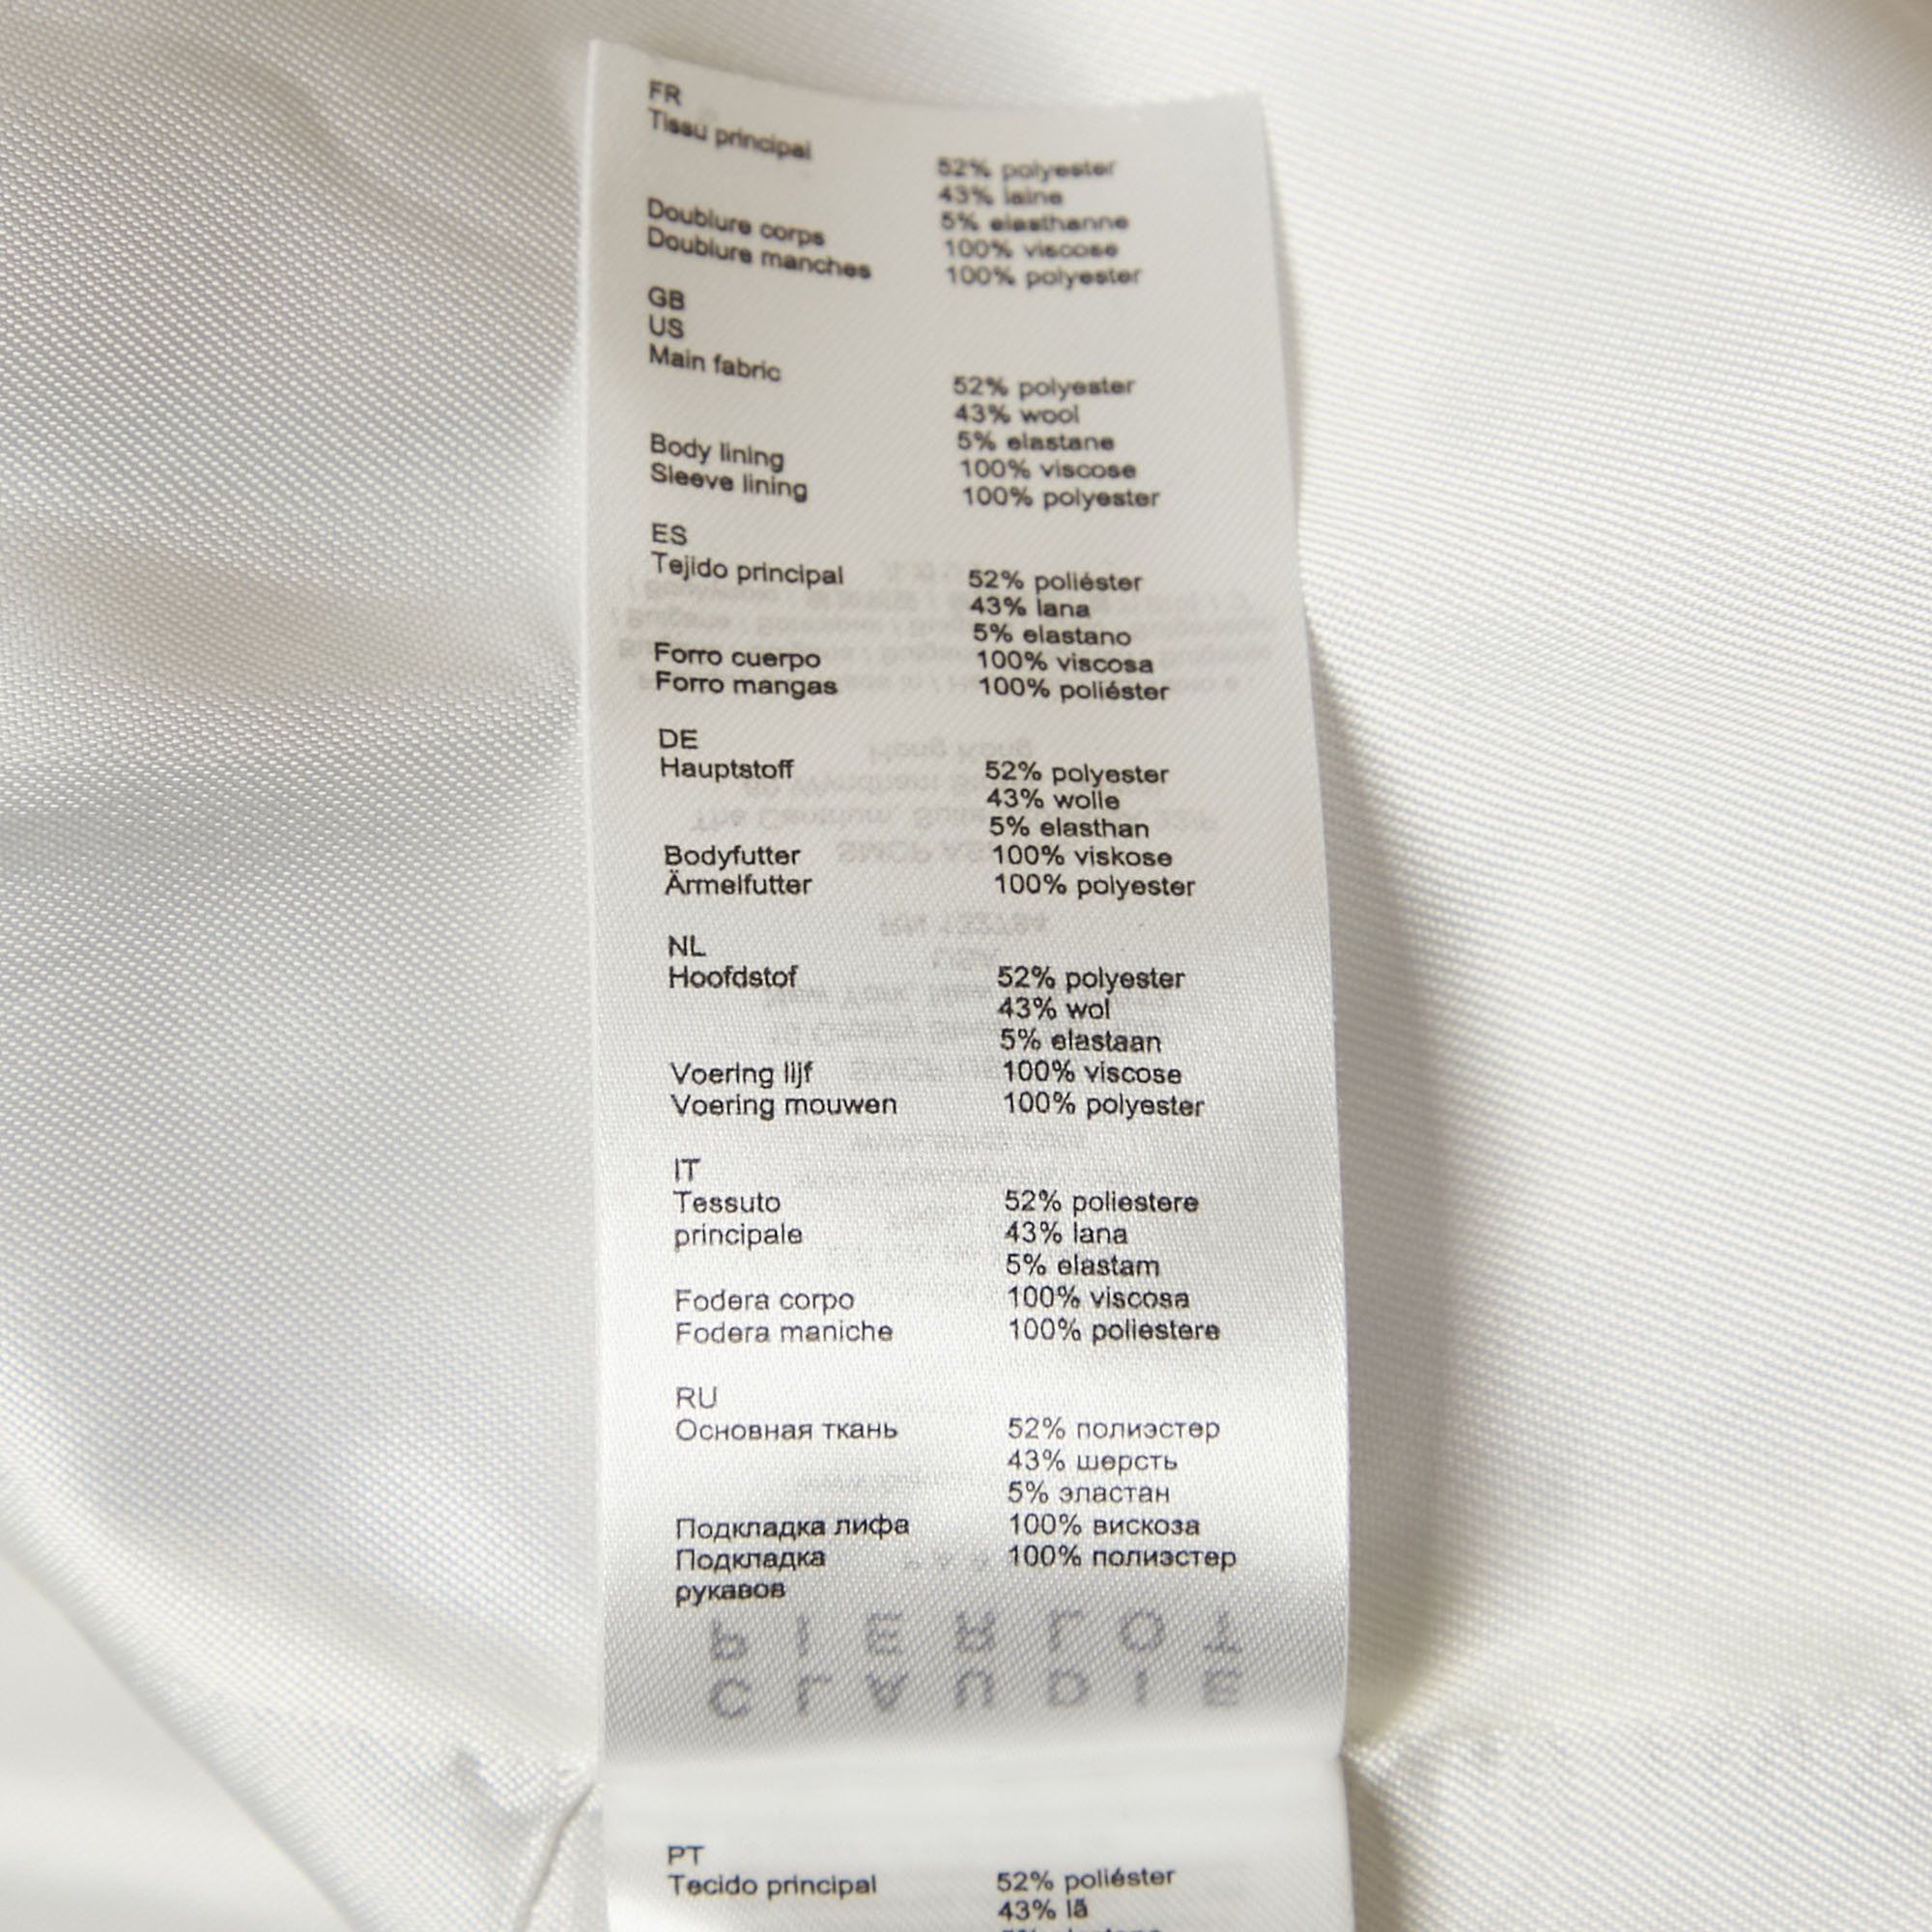 FR
Tissu principal
52% polyester
43% laine
5% elasthanne
Doublure corps 100% viscose
Doublure manches 100% polyester
GB
US
Main fabric
52% polyester
43% wool
5% elastane
Body lining 100% viscose
Sleeve lining 100% polyester
ES
Tejido principal 52% poliéster
43% lana
5% elastano
Forro cuerpo 100% viscosa
Forro mangas 100% poliéster
DE
Hauptstoff 52% polyester
43% wolle
5% elasthan
Bodyfutter 100% viskose
Ärmelfutter 100% polyester
NL
Hoofdstof 52% polyester
43% wol
5% elastaan
Voering lijf 100% viscose
Voering mouwen 100% polyester
IT
Tessuto 52% poliestere
principale 43% lana
5% elastam
Fodera corpo 100% viscosa
Fodera maniche 100% poliestere
RU
Основная ткань 52% полиэстер
43% шерсть
5% эластан
Подкладка лифа 100% вискоза
Подкладка 100% полиэстер
рукавов
PIERLOT
CLAUDIE
PT
Tecido principal 52% poliéster
43% lã